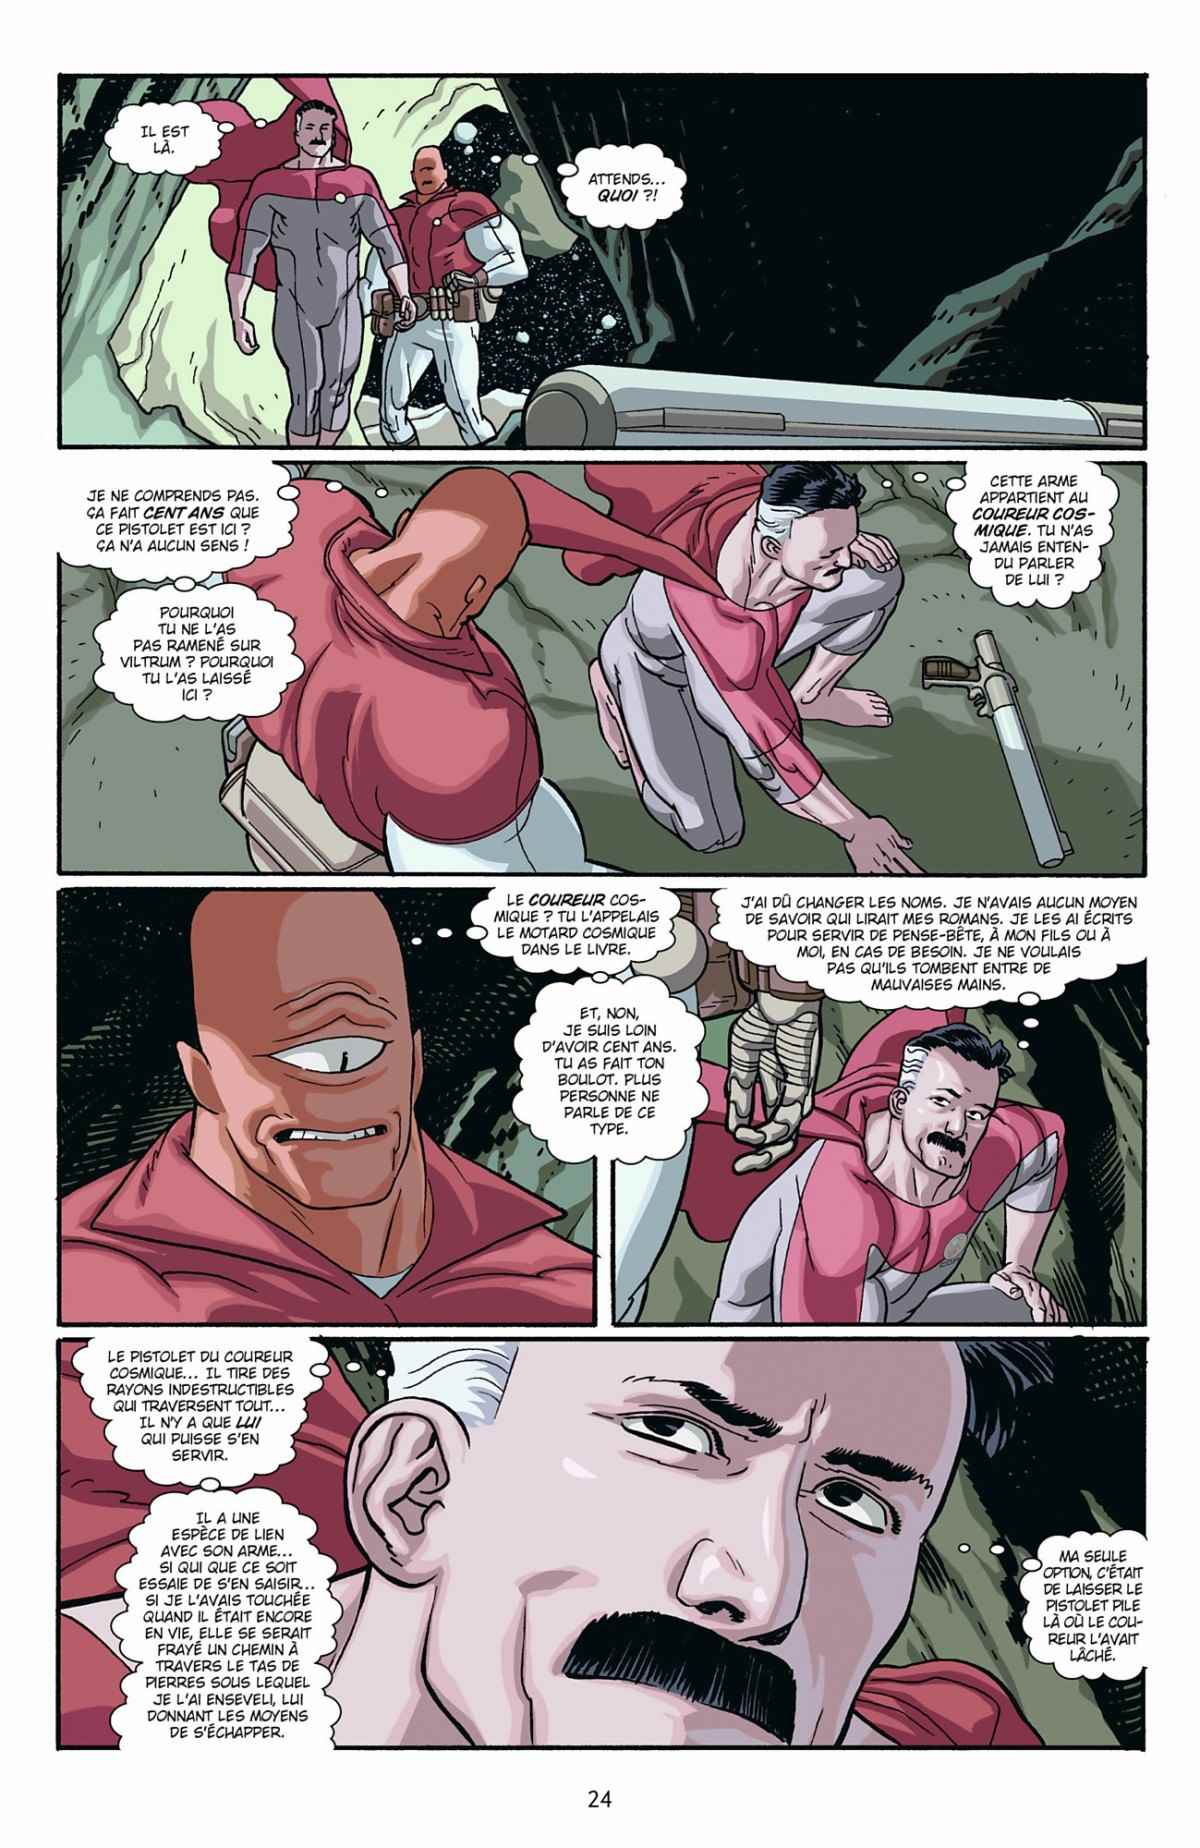 IL EST
LÀ.
ATTENDS...
QUOI ?!
JE NE COMPRENDS PAS.
ÇA FAIT CENT ANS QUE
CE PISTOLET EST ICI ?
ÇA N'A AUCUN SENS !
POURQUOI
TU NE L'AS
PAS RAMENÉ SUR
VILTRUM ? POURQUOI
TU L'AS LAISSÉ
ICI ?
CETTE ARME
APPARTIENT AU
COUREUR COS-
MIQUE. TU N'AS
JAMAIS ENTEN-
DU PARLER
DE LUI ?
LE COUREUR COS-
MIQUE ? TU L'APPELAIS
LE MOTARD COSMIQUE
DANS LE LIVRE.
ET, NON,
JE SUIS LOIN
D'AVOIR CENT ANS.
TU AS FAIT TON
BOULOT. PLUS
PERSONNE NE
PARLE DE CE
TYPE.
J'AI DÛ CHANGER LES NOMS. JE N'AVAIS AUCUN MOYEN
DE SAVOIR QUI LIRAIT MES ROMANS. JE LES AI ÉCRITS
POUR SERVIR DE PENSE-BÊTE, À MON FILS OU À
MOI, EN CAS DE BESOIN. JE NE VOULAIS
PAS QU'ILS TOMBENT ENTRE DE
MAUVAISES MAINS.
LE PISTOLET DU COUREUR
COSMIQUE... IL TIRE DES
RAYONS INDESTRUCTIBLES
QUI TRAVERSENT TOUT...
IL N'Y A QUE LUI
QUI PUISSE S'EN
SERVIR.
IL A UNE
ESPÈCE DE LIEN
AVEC SON ARME...
SI QUI QUE CE SOIT
ESSAIE DE S'EN SAISIR..
SI JE L'AVAIS TOUCHÉE
QUAND IL ÉTAIT ENCORE
EN VIE, ELLE SE SERAIT
FRAYÉ UN CHEMIN À
TRAVERS LE TAS DE
PIERRES SOUS LEQUEL
JE L'AI ENSEVELI, LUI
DONNANT LES MOYENS
DE S'ÉCHAPPER.
MA SEULE
OPTION, C'ÉTAIT
DE LAISSER LE
PISTOLET PILE
LÀ OÙ LE COU-
REUR L'AVAIT
LÂCHÉ.
24